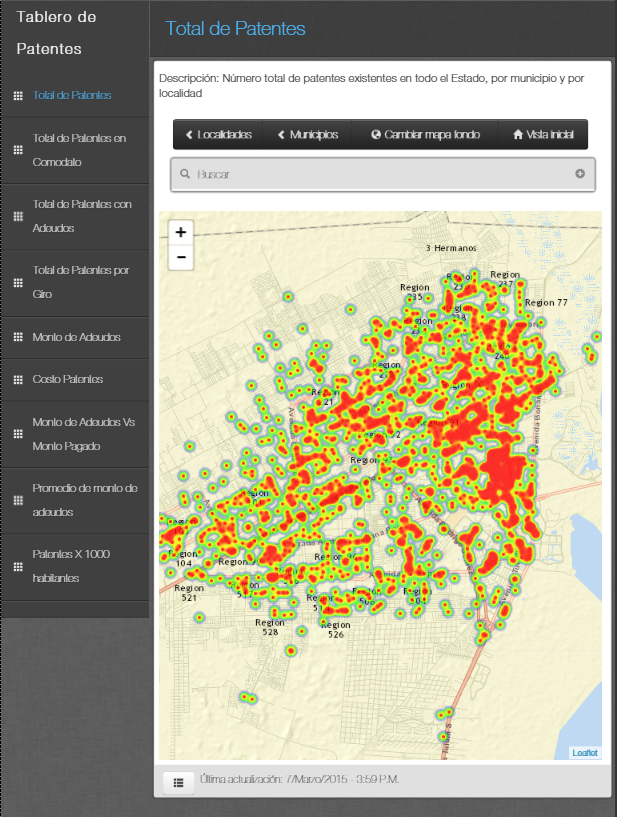 Tablero de
Patentes
Total de Patentes
Total de Patentes en
Comodato
Total de Patentes con
Adeudos
Total de Patentes por
Giro
Monto de Adeudos
Costo Patentes
Monto de Adeudos Vs
Monto Pagado
Promedio de monto de
adeudos
Patentes X 1000
habitantes
Total de Patentes
Descripción: Número total de patentes existentes en todo el Estado, por municipio y por
localidad
Localidades
Municipios
Cambiar mapa fondo
Vista inicial
Buscar
+
−
3 Hermanos
Region
237
Region
235
Region 77
Region
Region
Region
21
Region
Region
104
Region
521
Region
528
Region
526
Leaflet
Última actualización: 7/Marzo/2015 - 3:59 P.M.